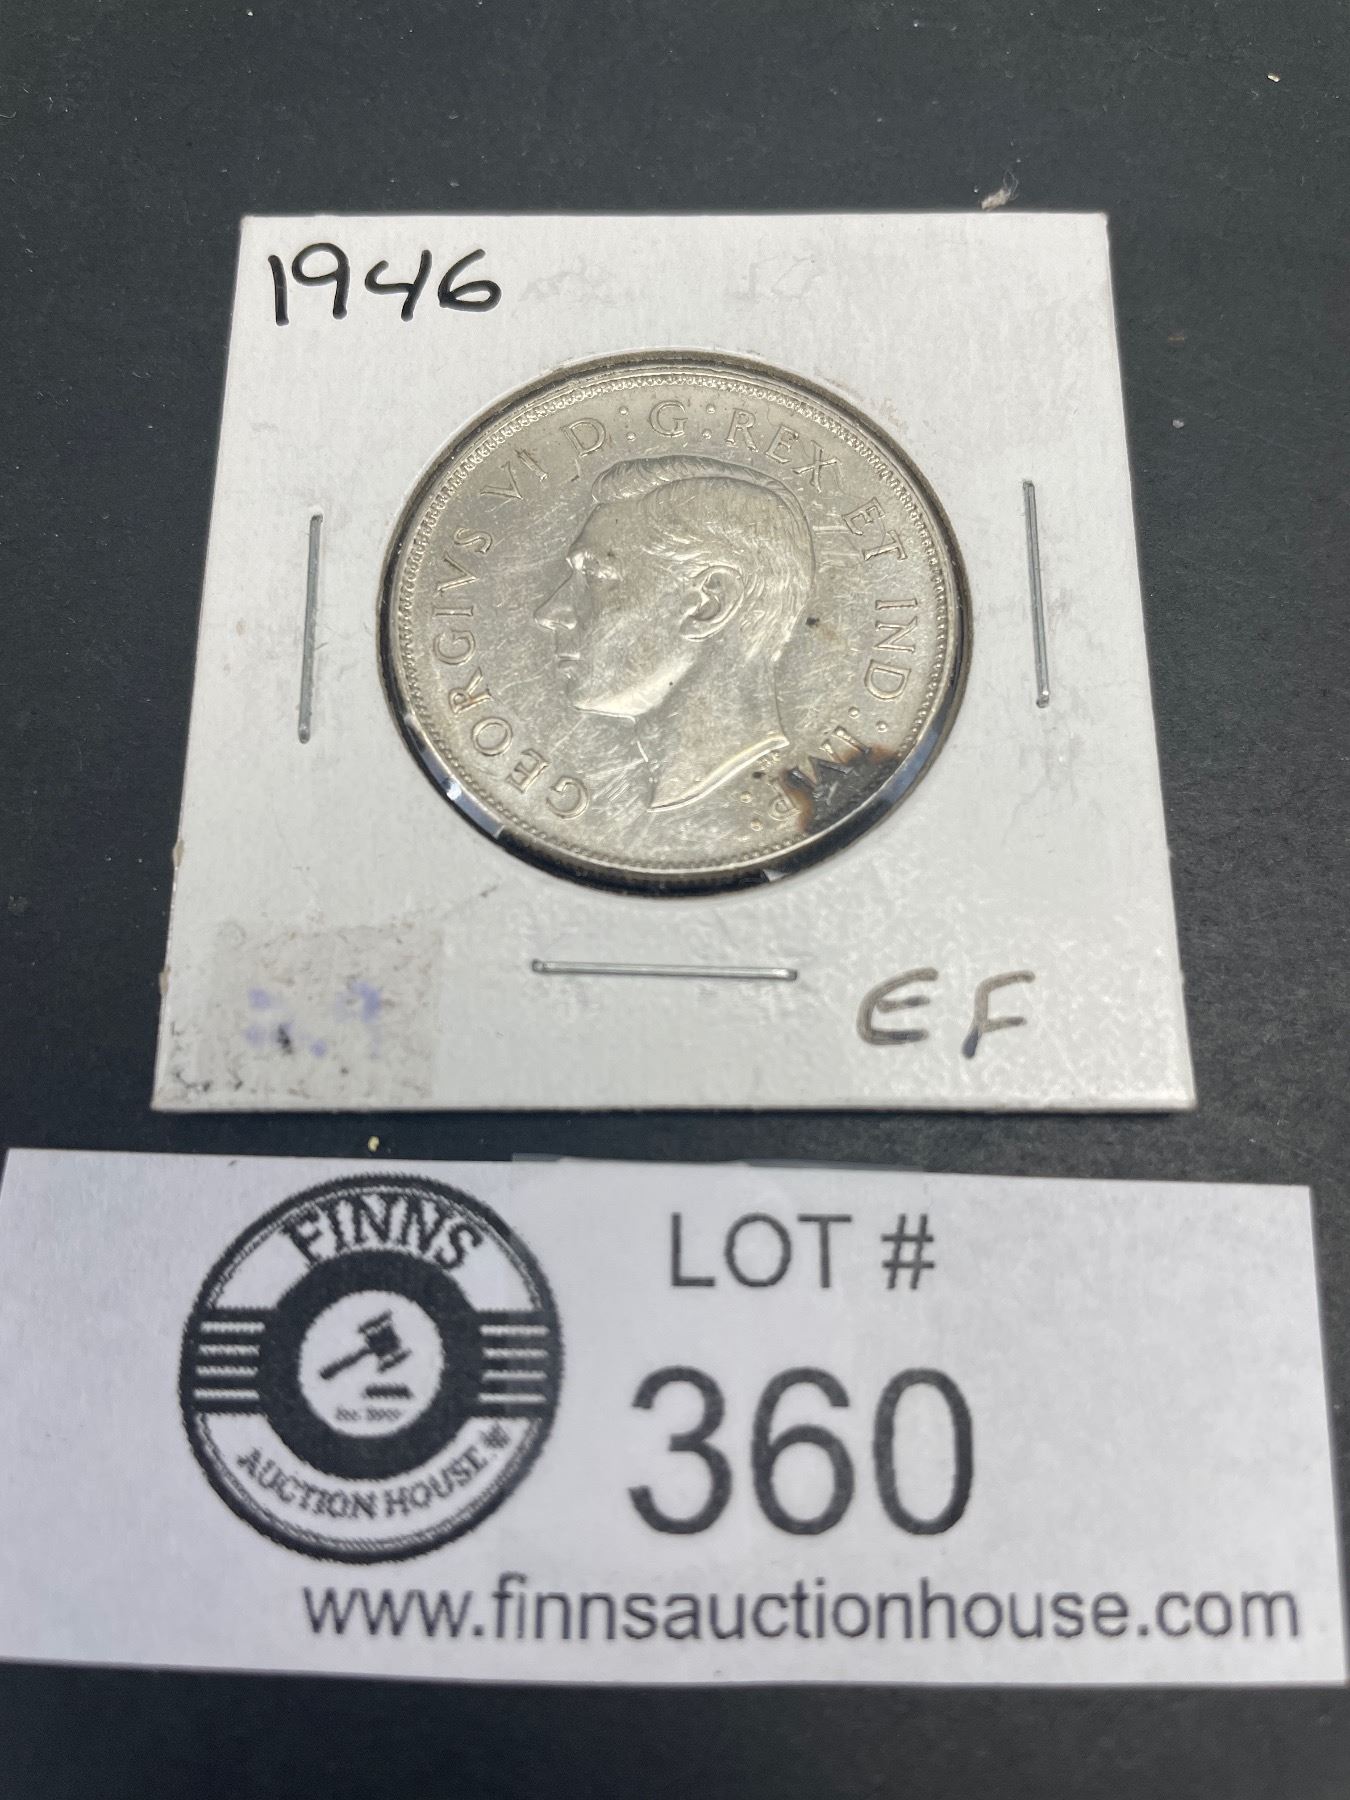 1946
GEORGIVS VI D:G:REX ET IND:IMP:
EF
FINNS
AUCTION HOUSE
LOT #
360
www.finnsauctionhouse.com